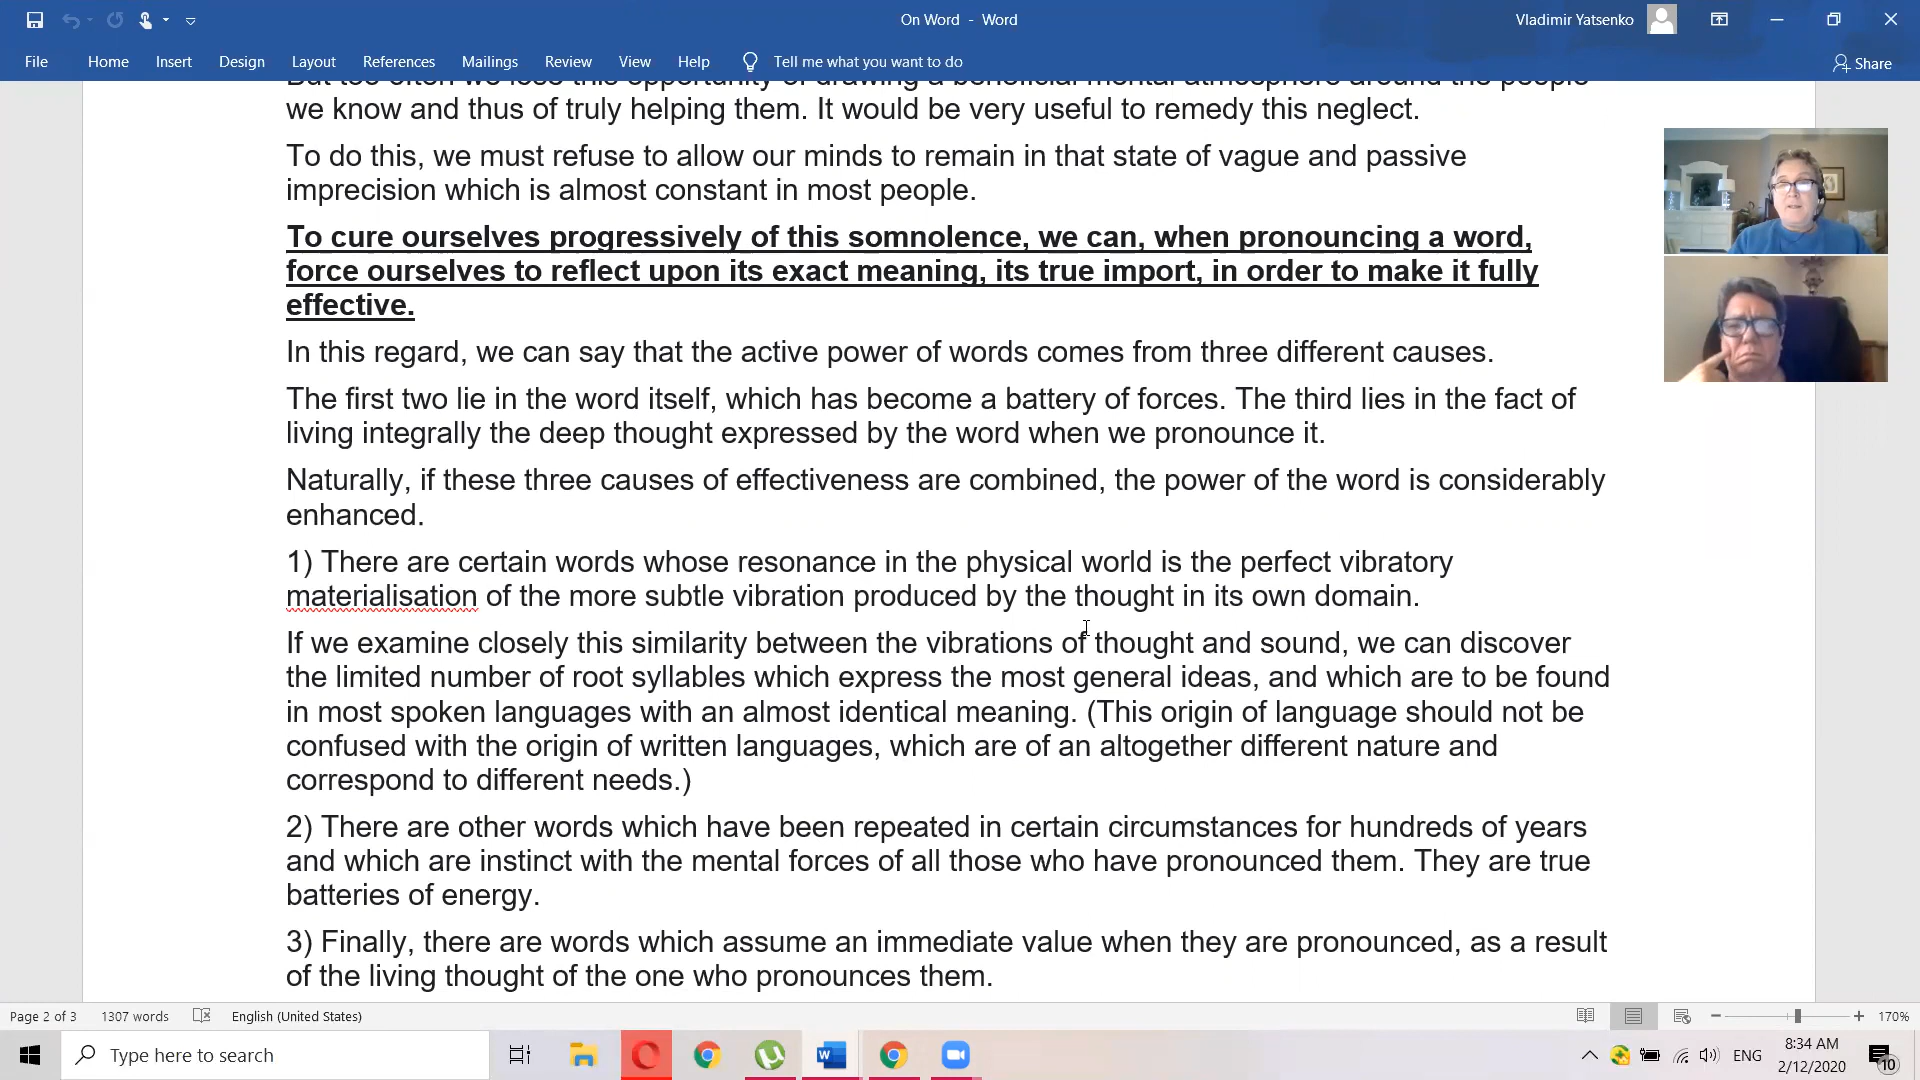 On Word - Word
Vladimir Yatsenko
File Home Insert Design Layout References Mailings Review View Help Tell me what you want to do
Share
But too often we lose this opportunity of drawing a beneficial mental atmosphere around the people
we know and thus of truly helping them. It would be very useful to remedy this neglect.
To do this, we must refuse to allow our minds to remain in that state of vague and passive
imprecision which is almost constant in most people.
To cure ourselves progressively of this somnolence, we can, when pronouncing a word,
force ourselves to reflect upon its exact meaning, its true import, in order to make it fully
effective.
In this regard, we can say that the active power of words comes from three different causes.
The first two lie in the word itself, which has become a battery of forces. The third lies in the fact of
living integrally the deep thought expressed by the word when we pronounce it.
Naturally, if these three causes of effectiveness are combined, the power of the word is considerably
enhanced.
1) There are certain words whose resonance in the physical world is the perfect vibratory
materialisation of the more subtle vibration produced by the thought in its own domain.
If we examine closely this similarity between the vibrations of thought and sound, we can discover
the limited number of root syllables which express the most general ideas, and which are to be found
in most spoken languages with an almost identical meaning. (This origin of language should not be
confused with the origin of written languages, which are of an altogether different nature and
correspond to different needs.)
2) There are other words which have been repeated in certain circumstances for hundreds of years
and which are instinct with the mental forces of all those who have pronounced them. They are true
batteries of energy.
3) Finally, there are words which assume an immediate value when they are pronounced, as a result
of the living thought of the one who pronounces them.
Page 2 of 3 1307 words English (United States) 170%
Type here to search
ENG
8:34 AM
2/12/2020
10